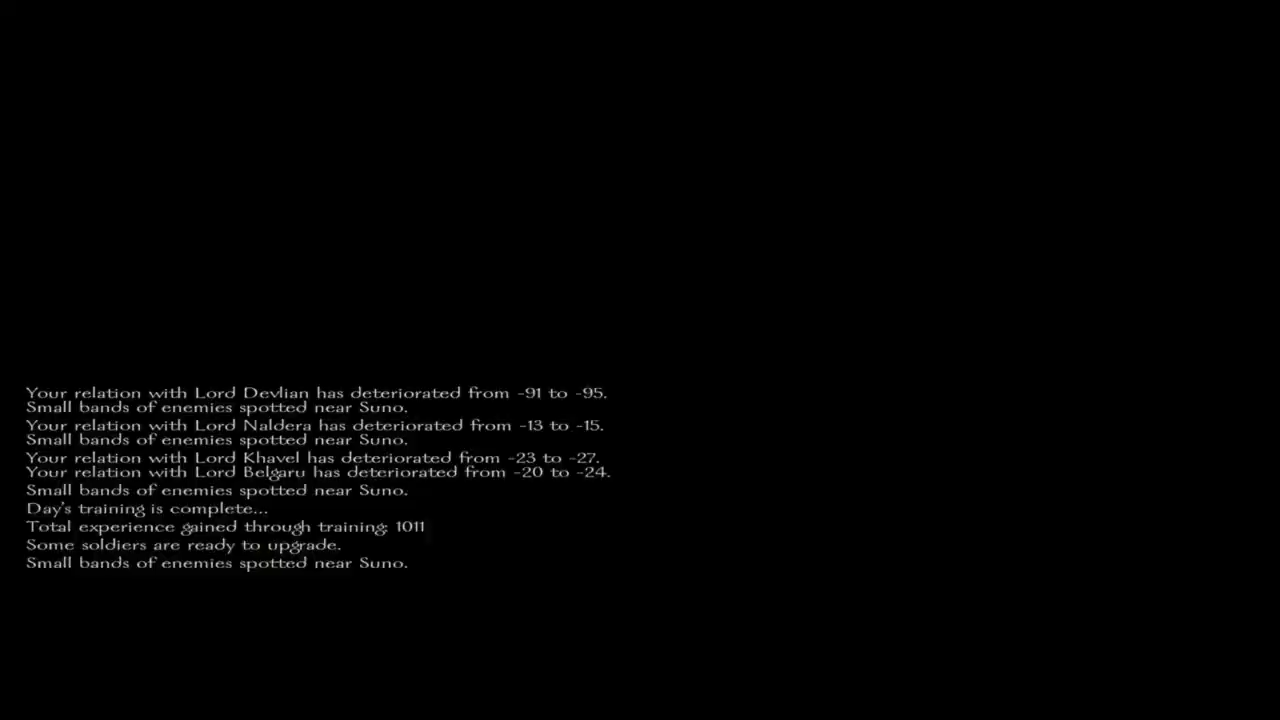 Your relation with Lord Devlian has deteriorated from -91 to -95.
Small bands of enemies spotted near Suno.
Your relation with Lord Naldera has deteriorated from -13 to -15.
Small bands of enemies spotted near Suno.
Your relation with Lord Khavel has deteriorated from -23 to -27.
Your relation with Lord Belgaru has deteriorated from -20 to -24.
Small bands of enemies spotted near Suno.
Day's training is complete...
Total experience gained through training: 1011
Some soldiers are ready to upgrade.
Small bands of enemies spotted near Suno.